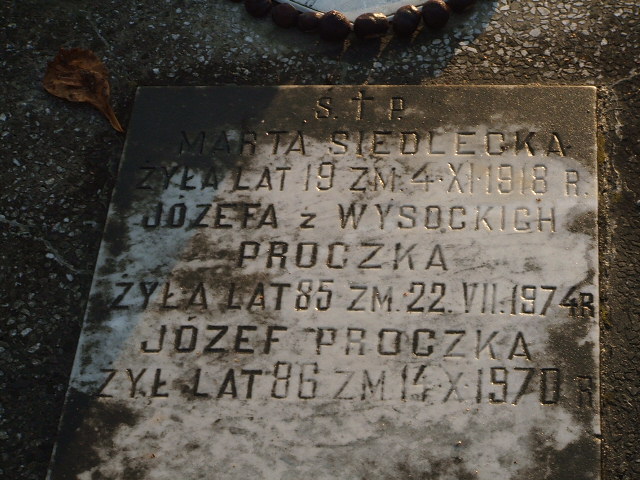 Ś.†P.
MARTA SIEDLECKA
ŻYŁA LAT 19 ZM. 4·XI·1918 R.
JÓZEFA z WYSOCKICH
PROCZKA
ŻYŁA LAT 85 ZM. 22.VII.1974 R
JÓZEF PROCZKA
ŻYŁ LAT 86 ZM 14·X·1970 R